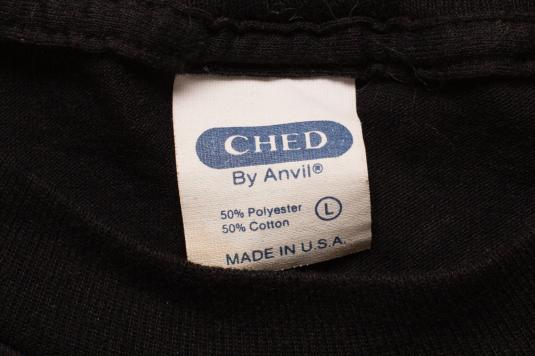 CHED
By Anvil®
50% Polyester
50% Cotton
L
MADE IN U.S.A.